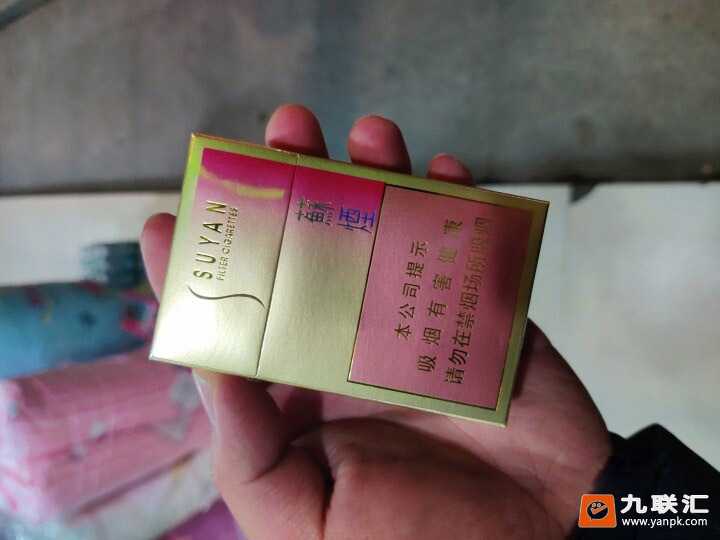 SUYAN
FILTER CIGARETTES
蘇
煙
本公司提示
吸烟有害健康
请勿在禁烟场所吸烟
九联汇
www.yanpk.com